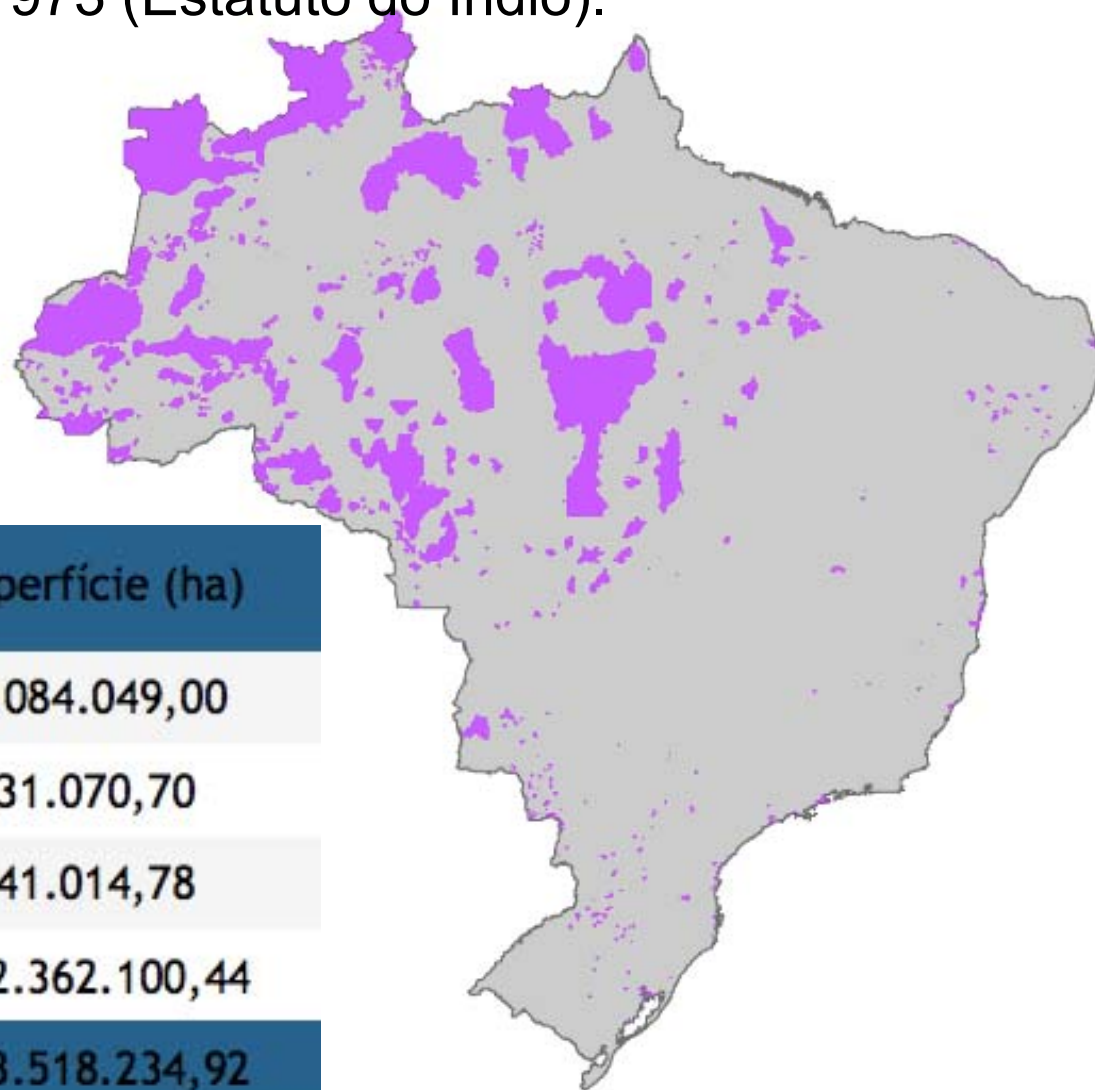 973 (Estatuto do Índio).
perfície (ha)
084.049,00
31.070,70
41.014,78
2.362.100,44
3.518.234,92